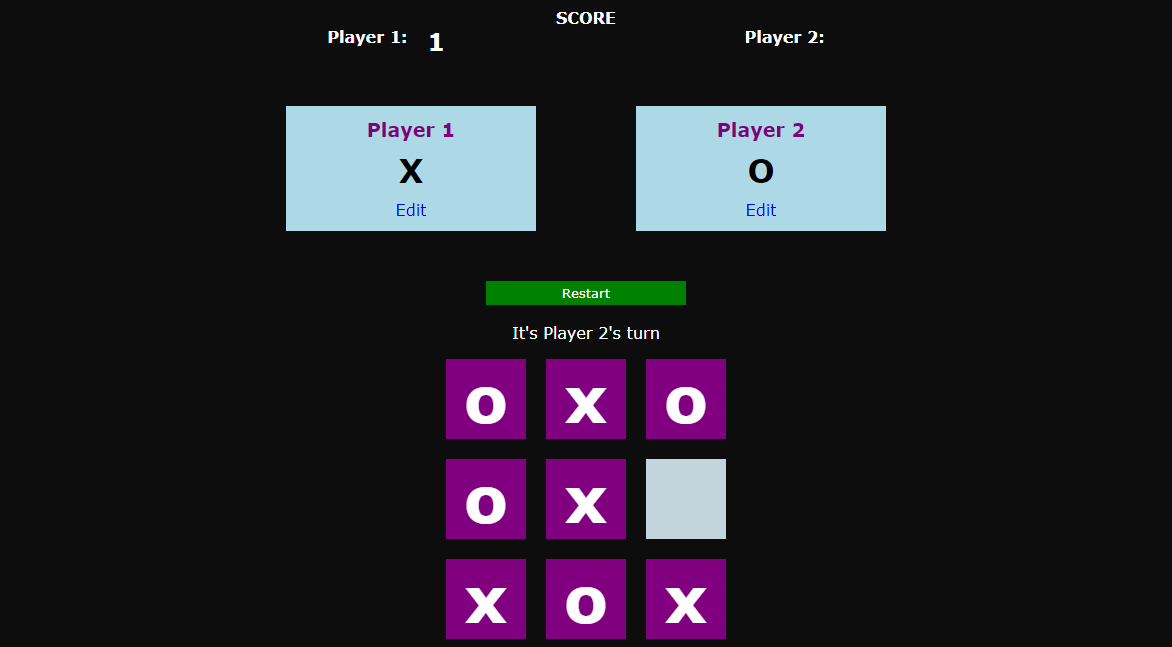 SCORE
Player 1: 1
Player 2:
Player 1
X
Edit
Player 2
O
Edit
Restart
It's Player 2's turn
o x o
o x
x o x